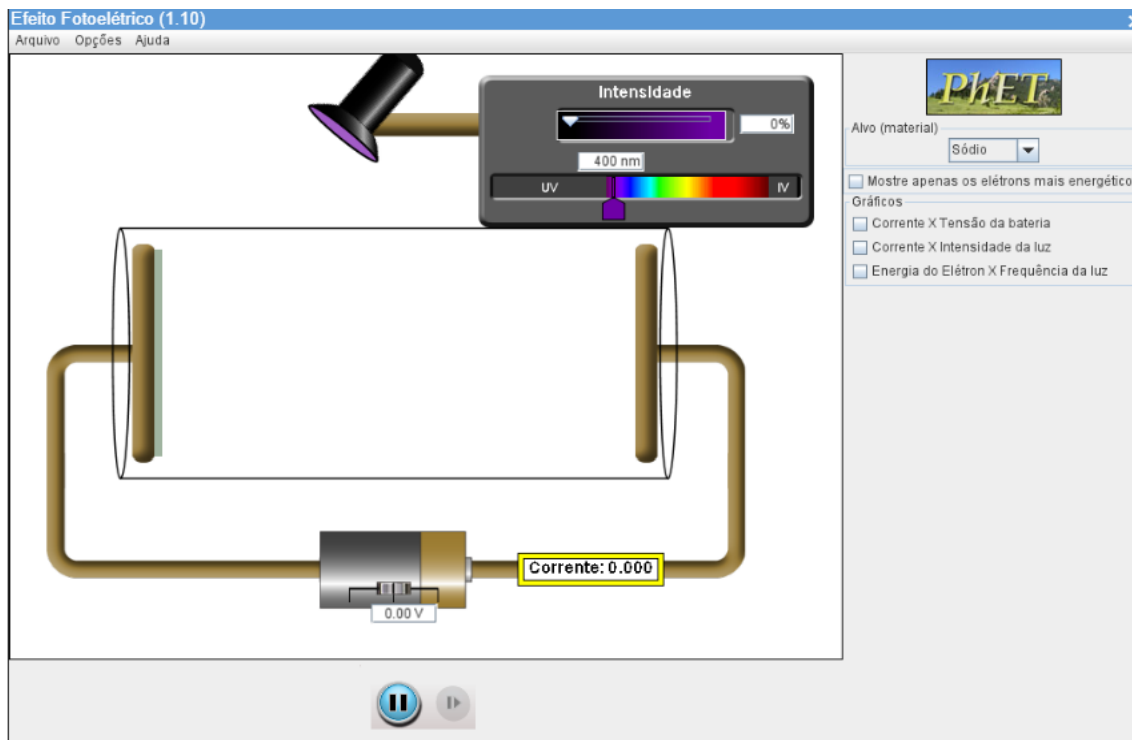 Efeito Fotoelétrico (1.10)
Arquivo Opções Ajuda
Intensidade
0%
400 nm
UV
IV
PhET
Alvo (material)
Sódio
Mostre apenas os elétrons mais energético
Gráficos
Corrente X Tensão da bateria
Corrente X Intensidade da luz
Energia do Elétron X Frequência da luz
Corrente: 0.000
0.00 V